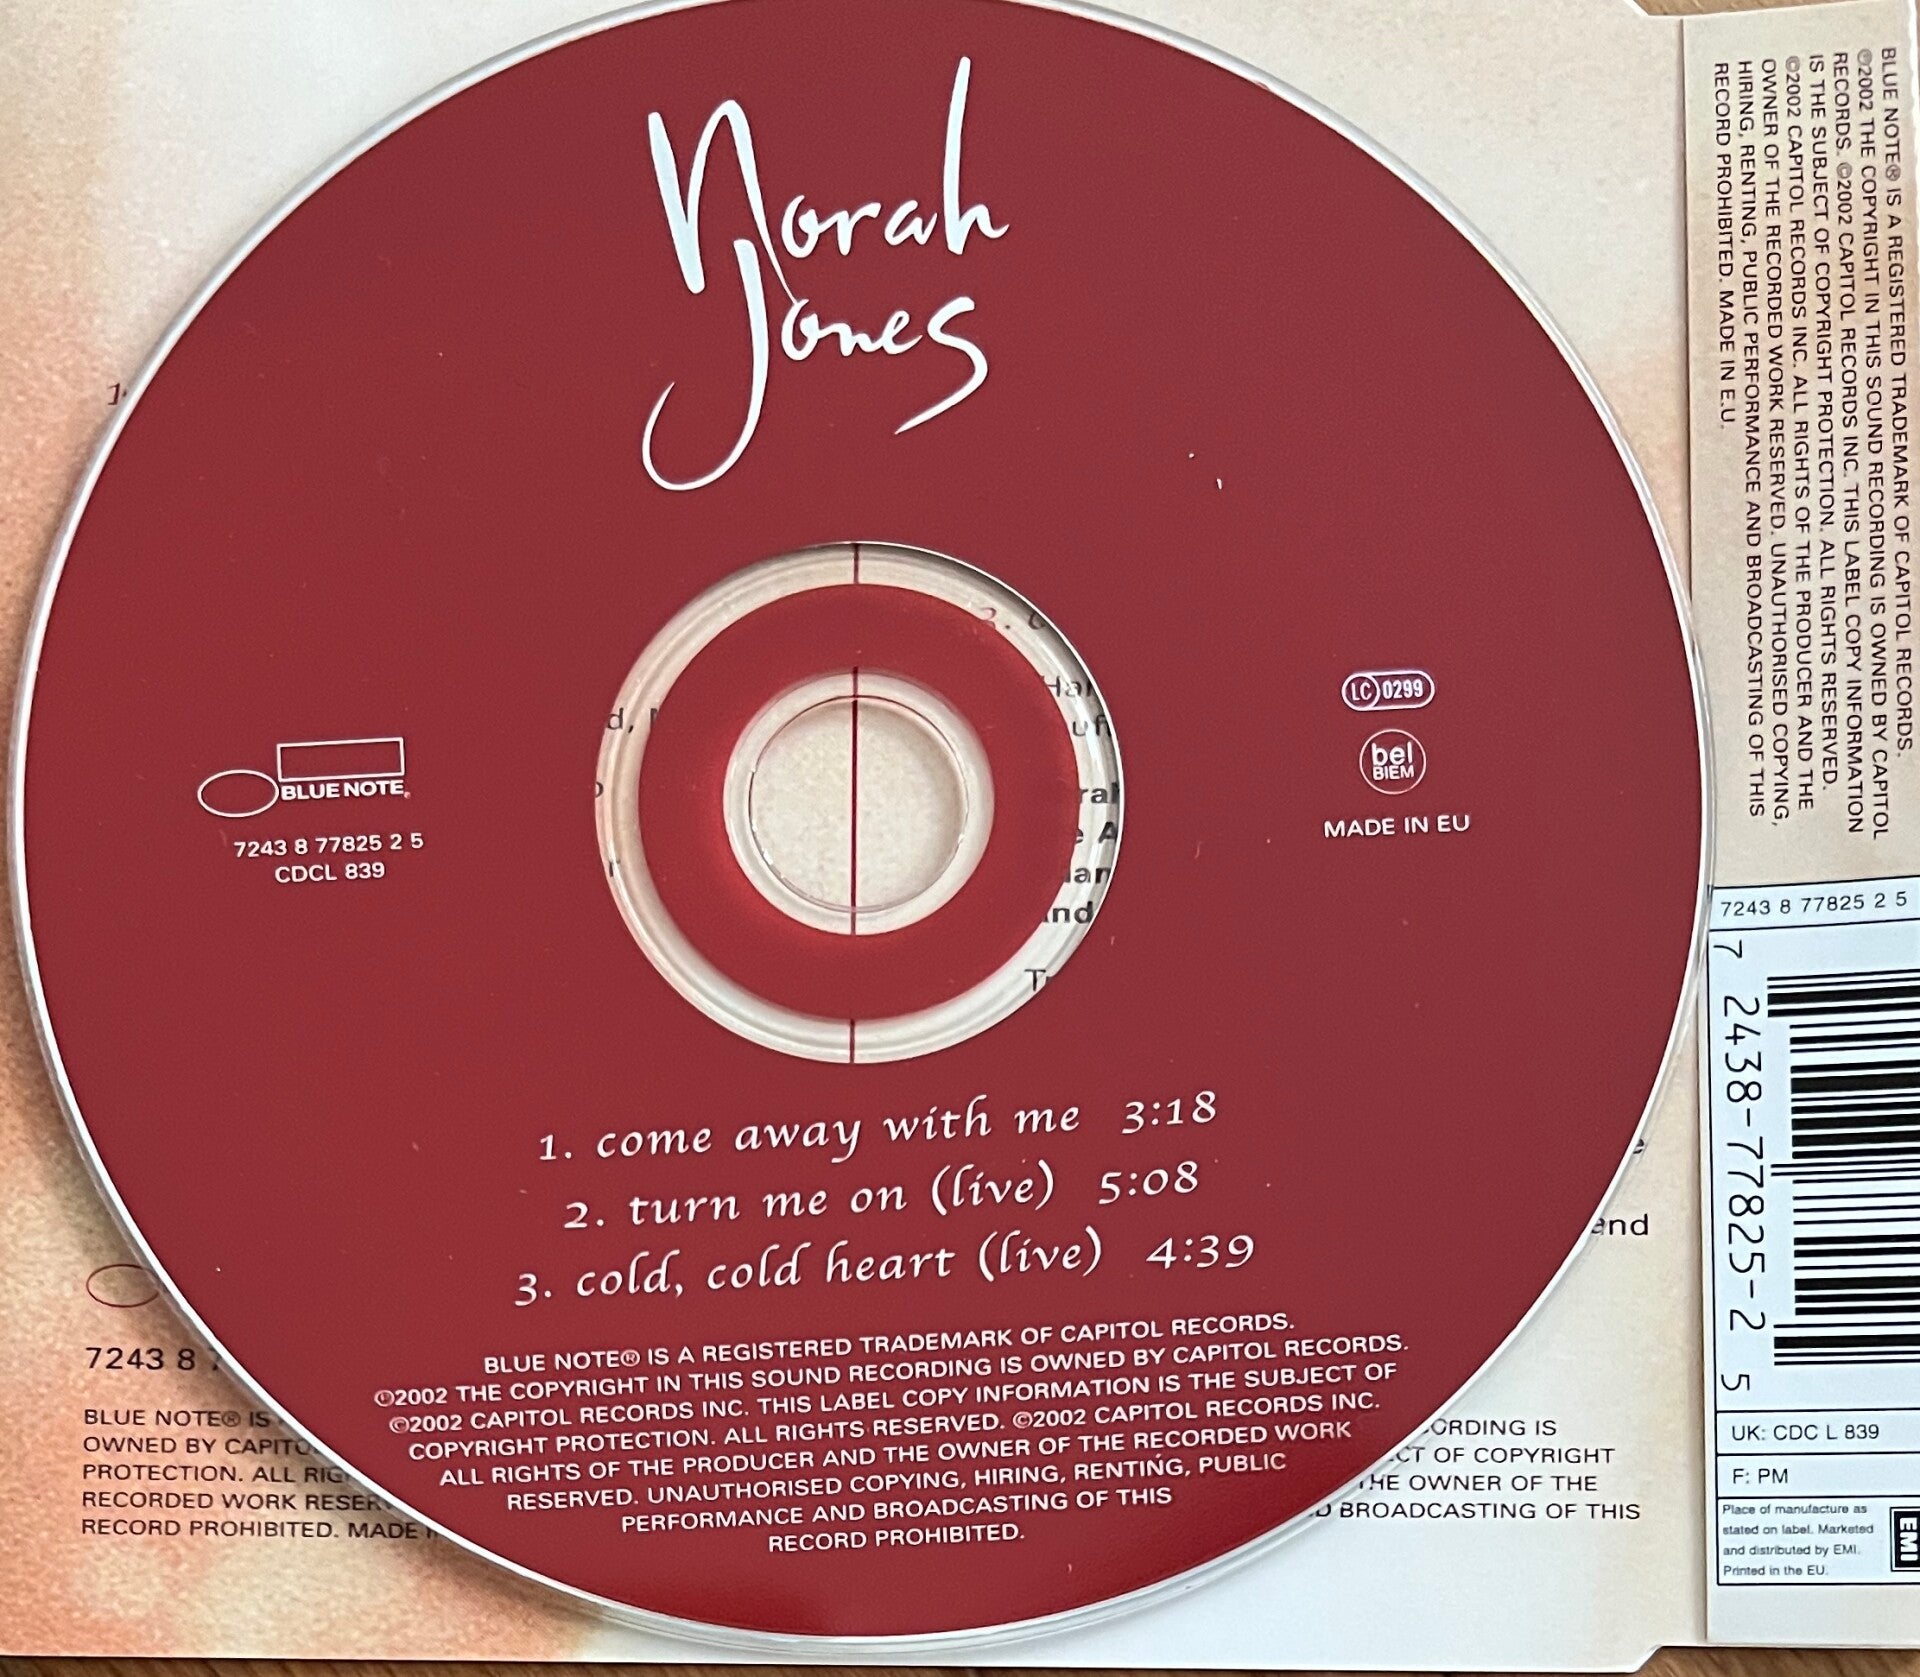 Norah
Jones
LC 0299
bel
BIEM
MADE IN EU
BLUE NOTE
7243 8 77825 2 5
CDCL 839
1. come away with me 3:18
2. turn me on (live) 5:08
3. cold, cold heart (live) 4:39
BLUE NOTE® IS A REGISTERED TRADEMARK OF CAPITOL RECORDS.
℗2002 THE COPYRIGHT IN THIS SOUND RECORDING IS OWNED BY CAPITOL RECORDS.
©2002 CAPITOL RECORDS INC. THIS LABEL COPY INFORMATION IS THE SUBJECT OF
COPYRIGHT PROTECTION. ALL RIGHTS RESERVED. ©2002 CAPITOL RECORDS INC.
ALL RIGHTS OF THE PRODUCER AND THE OWNER OF THE RECORDED WORK
RESERVED. UNAUTHORISED COPYING, HIRING, RENTING, PUBLIC
PERFORMANCE AND BROADCASTING OF THIS
RECORD PROHIBITED.
and
7243 8
BLUE NOTE® IS
OWNED BY
PROTECTION. ALL
RECORDED WORK
RECORD PROHIBITED. MADE
IS
OF COPYRIGHT
OWNER OF THE
BROADCASTING OF THIS
BLUE NOTE® IS A REGISTERED TRADEMARK OF CAPITOL RECORDS.
℗2002 THE COPYRIGHT IN THIS SOUND RECORDING IS OWNED BY CAPITOL
RECORDS. ©2002 CAPITOL RECORDS INC. THIS LABEL COPY INFORMATION
IS THE SUBJECT OF COPYRIGHT PROTECTION. ALL RIGHTS RESERVED.
©2002 CAPITOL RECORDS INC. ALL RIGHTS OF THE PRODUCER AND THE
OWNER OF THE RECORDED WORK RESERVED. UNAUTHORISED COPYING,
HIRING, RENTING, PUBLIC PERFORMANCE AND BROADCASTING OF THIS
RECORD PROHIBITED. MADE IN E.U.
7243 8 77825 2 5
7 2438-77825-2 5
UK: CDC L 839
F: PM
Place of manufacture as
stated on label. Marketed
and distributed by EMI.
Printed in the EU.
EMI